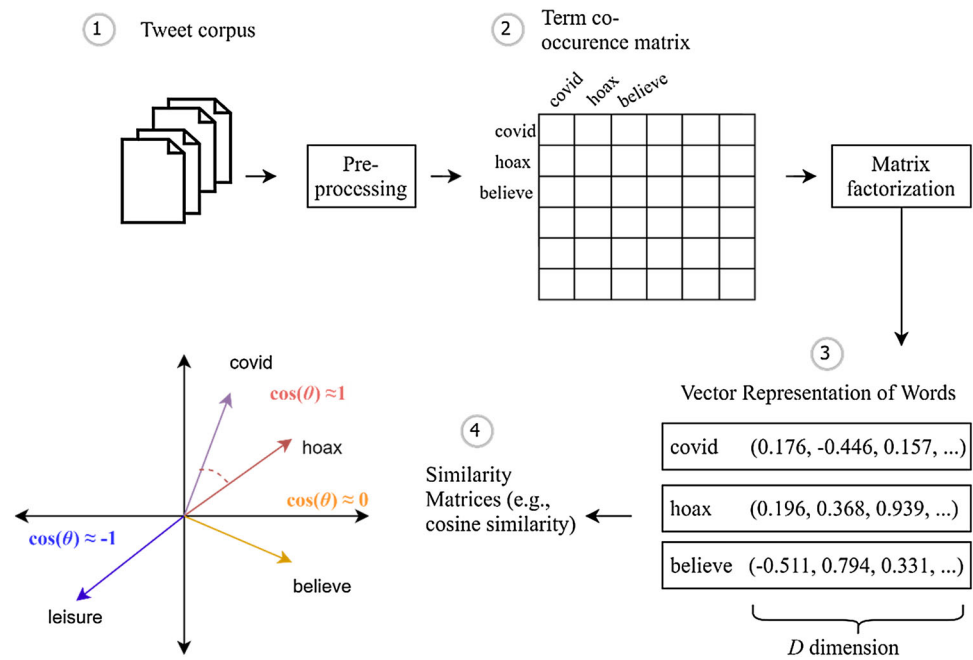 1 Tweet corpus
2 Term co-
occurence matrix
covid hoax believe
covid
hoax
believe
Pre-
processing
Matrix
factorization
3
Vector Representation of Words
covid (0.176, -0.446, 0.157, ...)
hoax (0.196, 0.368, 0.939, ...)
believe (-0.511, 0.794, 0.331, ...)
D dimension
4
Similarity
Matrices (e.g.,
cosine similarity)
covid
cos(θ) ≈1
hoax
cos(θ) ≈ 0
cos(θ) ≈ -1
believe
leisure